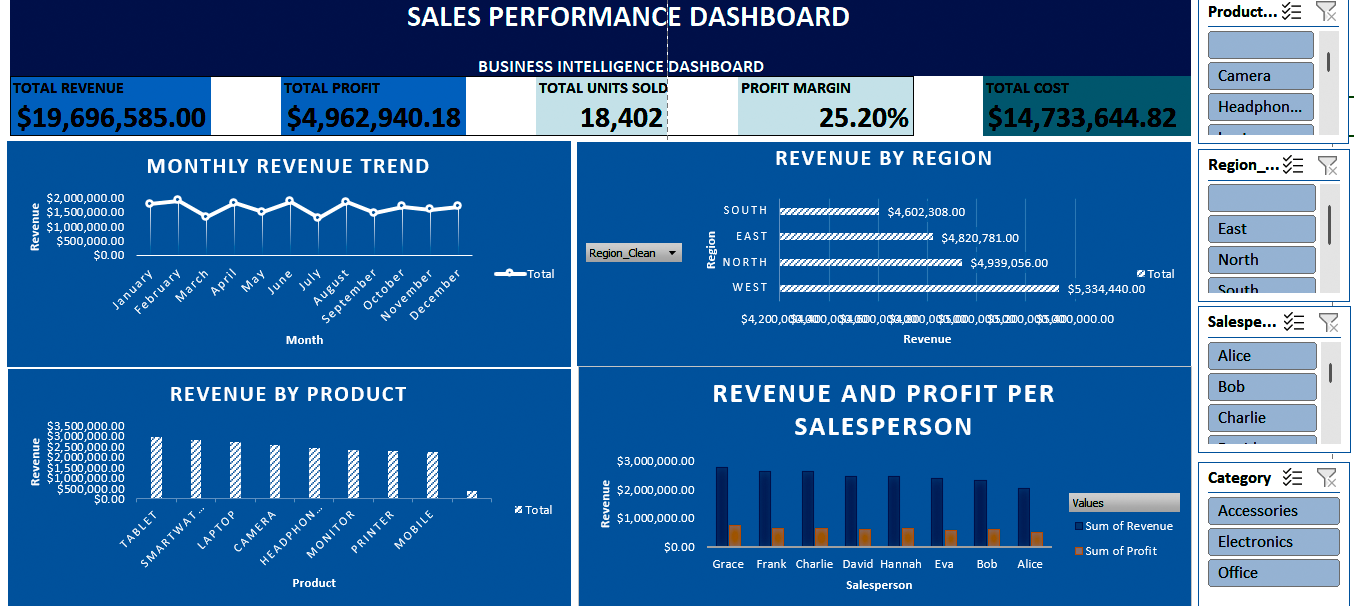 SALES PERFORMANCE DASHBOARD
BUSINESS INTELLIGENCE DASHBOARD
TOTAL REVENUE
$19,696,585.00
TOTAL PROFIT
$4,962,940.18
TOTAL UNITS SOLD
18,402
PROFIT MARGIN
25.20%
TOTAL COST
$14,733,644.82
MONTHLY REVENUE TREND
Revenue
$2,000,000.00
$1,500,000.00
$1,000,000.00
$500,000.00
$0.00
January
February
March
April
May
June
July
August
September
October
November
December
Month
Total
REVENUE BY REGION
Region_Clean
Region
SOUTH
$4,602,308.00
EAST
$4,820,781.00
NORTH
$4,939,056.00
WEST
$5,334,440.00
Total
Revenue
REVENUE BY PRODUCT
Revenue
$3,500,000.00
$3,000,000.00
$2,500,000.00
$2,000,000.00
$1,500,000.00
$1,000,000.00
$500,000.00
$0.00
TABLET
SMARTWAT...
LAPTOP
CAMERA
HEADPHON...
MONITOR
PRINTER
MOBILE
Product
Total
REVENUE AND PROFIT PER
SALESPERSON
Revenue
$3,000,000.00
$2,000,000.00
$1,000,000.00
$0.00
Grace
Frank
Charlie
David
Hannah
Eva
Bob
Alice
Salesperson
Values
Sum of Revenue
Sum of Profit
Product...
Camera
Headphon...
Region_...
East
North
South
Salespe...
Alice
Bob
Charlie
Category
Accessories
Electronics
Office